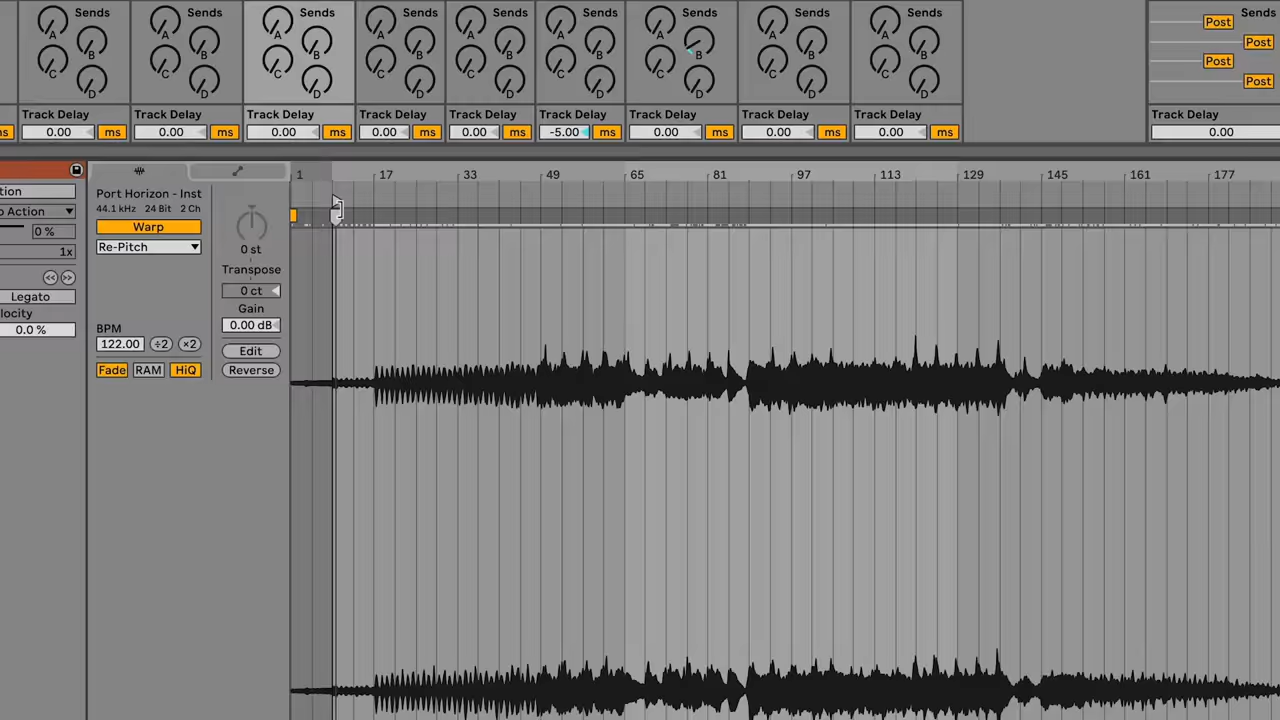 Sends Sends Sends Sends Sends Sends Sends Sends Sends Sends
A A A A A A A A A Post
B B B B B B B B B Post
C C C C C C C C C Post
D D D D D D D D D Post
Track Delay Track Delay Track Delay Track Delay Track Delay Track Delay Track Delay Track Delay Track Delay Track Delay
ms 0.00 ms 0.00 ms 0.00 ms 0.00 ms 0.00 ms -5.00 ms 0.00 ms 0.00 ms 0.00 ms 0.00
1 17 33 49 65 81 97 113 129 145 161 177
tion
Port Horizon - Inst
44.1 kHz 24 Bit 2 Ch
o Action
Warp
0 %
Re-Pitch
0 st
1x
Transpose
<< >>
0 ct
Legato
Gain
locity
BPM
0.00 dB
0.0 %
122.00 ÷2 ×2
Edit
Fade RAM HiQ
Reverse